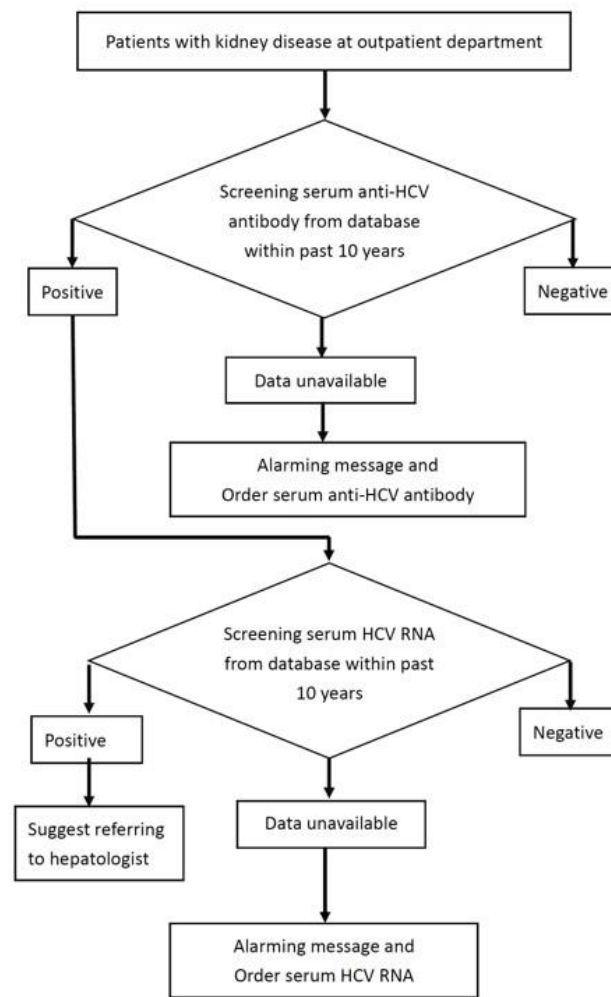 Patients with kidney disease at outpatient department
Screening serum anti-HCV
antibody from database
within past 10 years
Positive
Negative
Data unavailable
Alarming message and
Order serum anti-HCV antibody
Screening serum HCV RNA
from database within past
10 years
Positive
Negative
Suggest referring
to hepatologist
Data unavailable
Alarming message and
Order serum HCV RNA